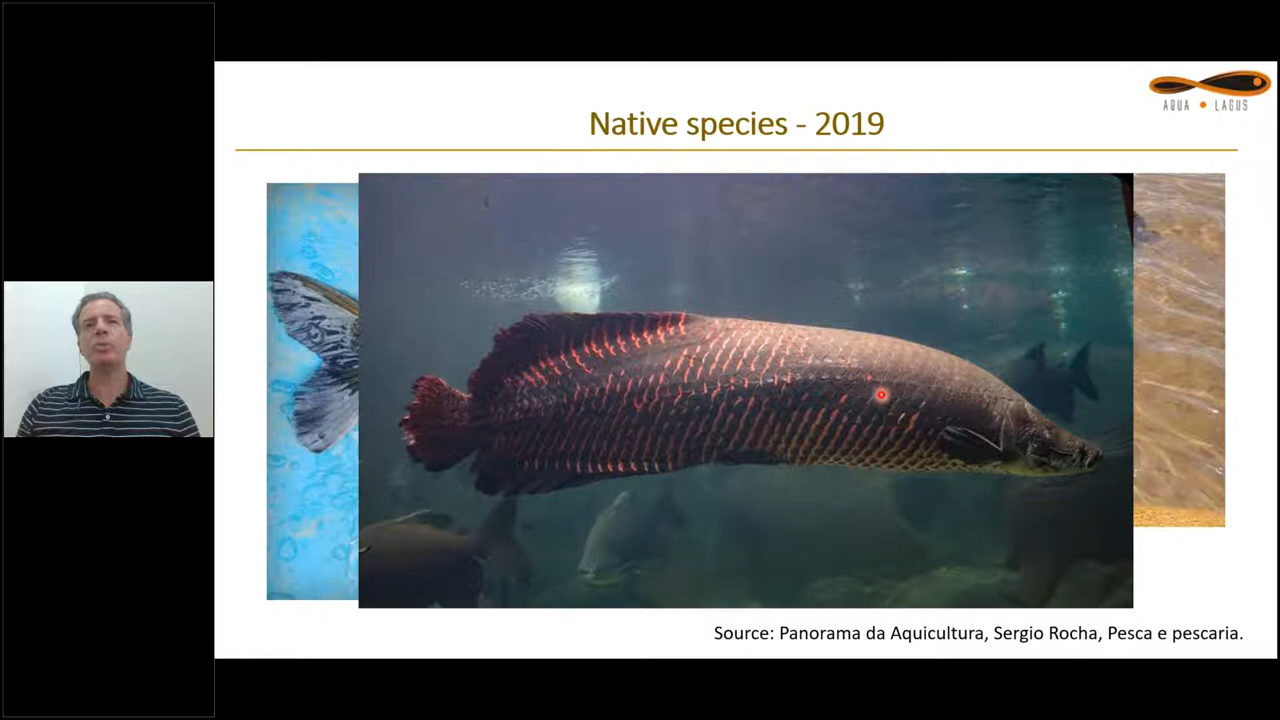 AQUA LAGUS
Native species - 2019
Source: Panorama da Aquicultura, Sergio Rocha, Pesca e pescaria.